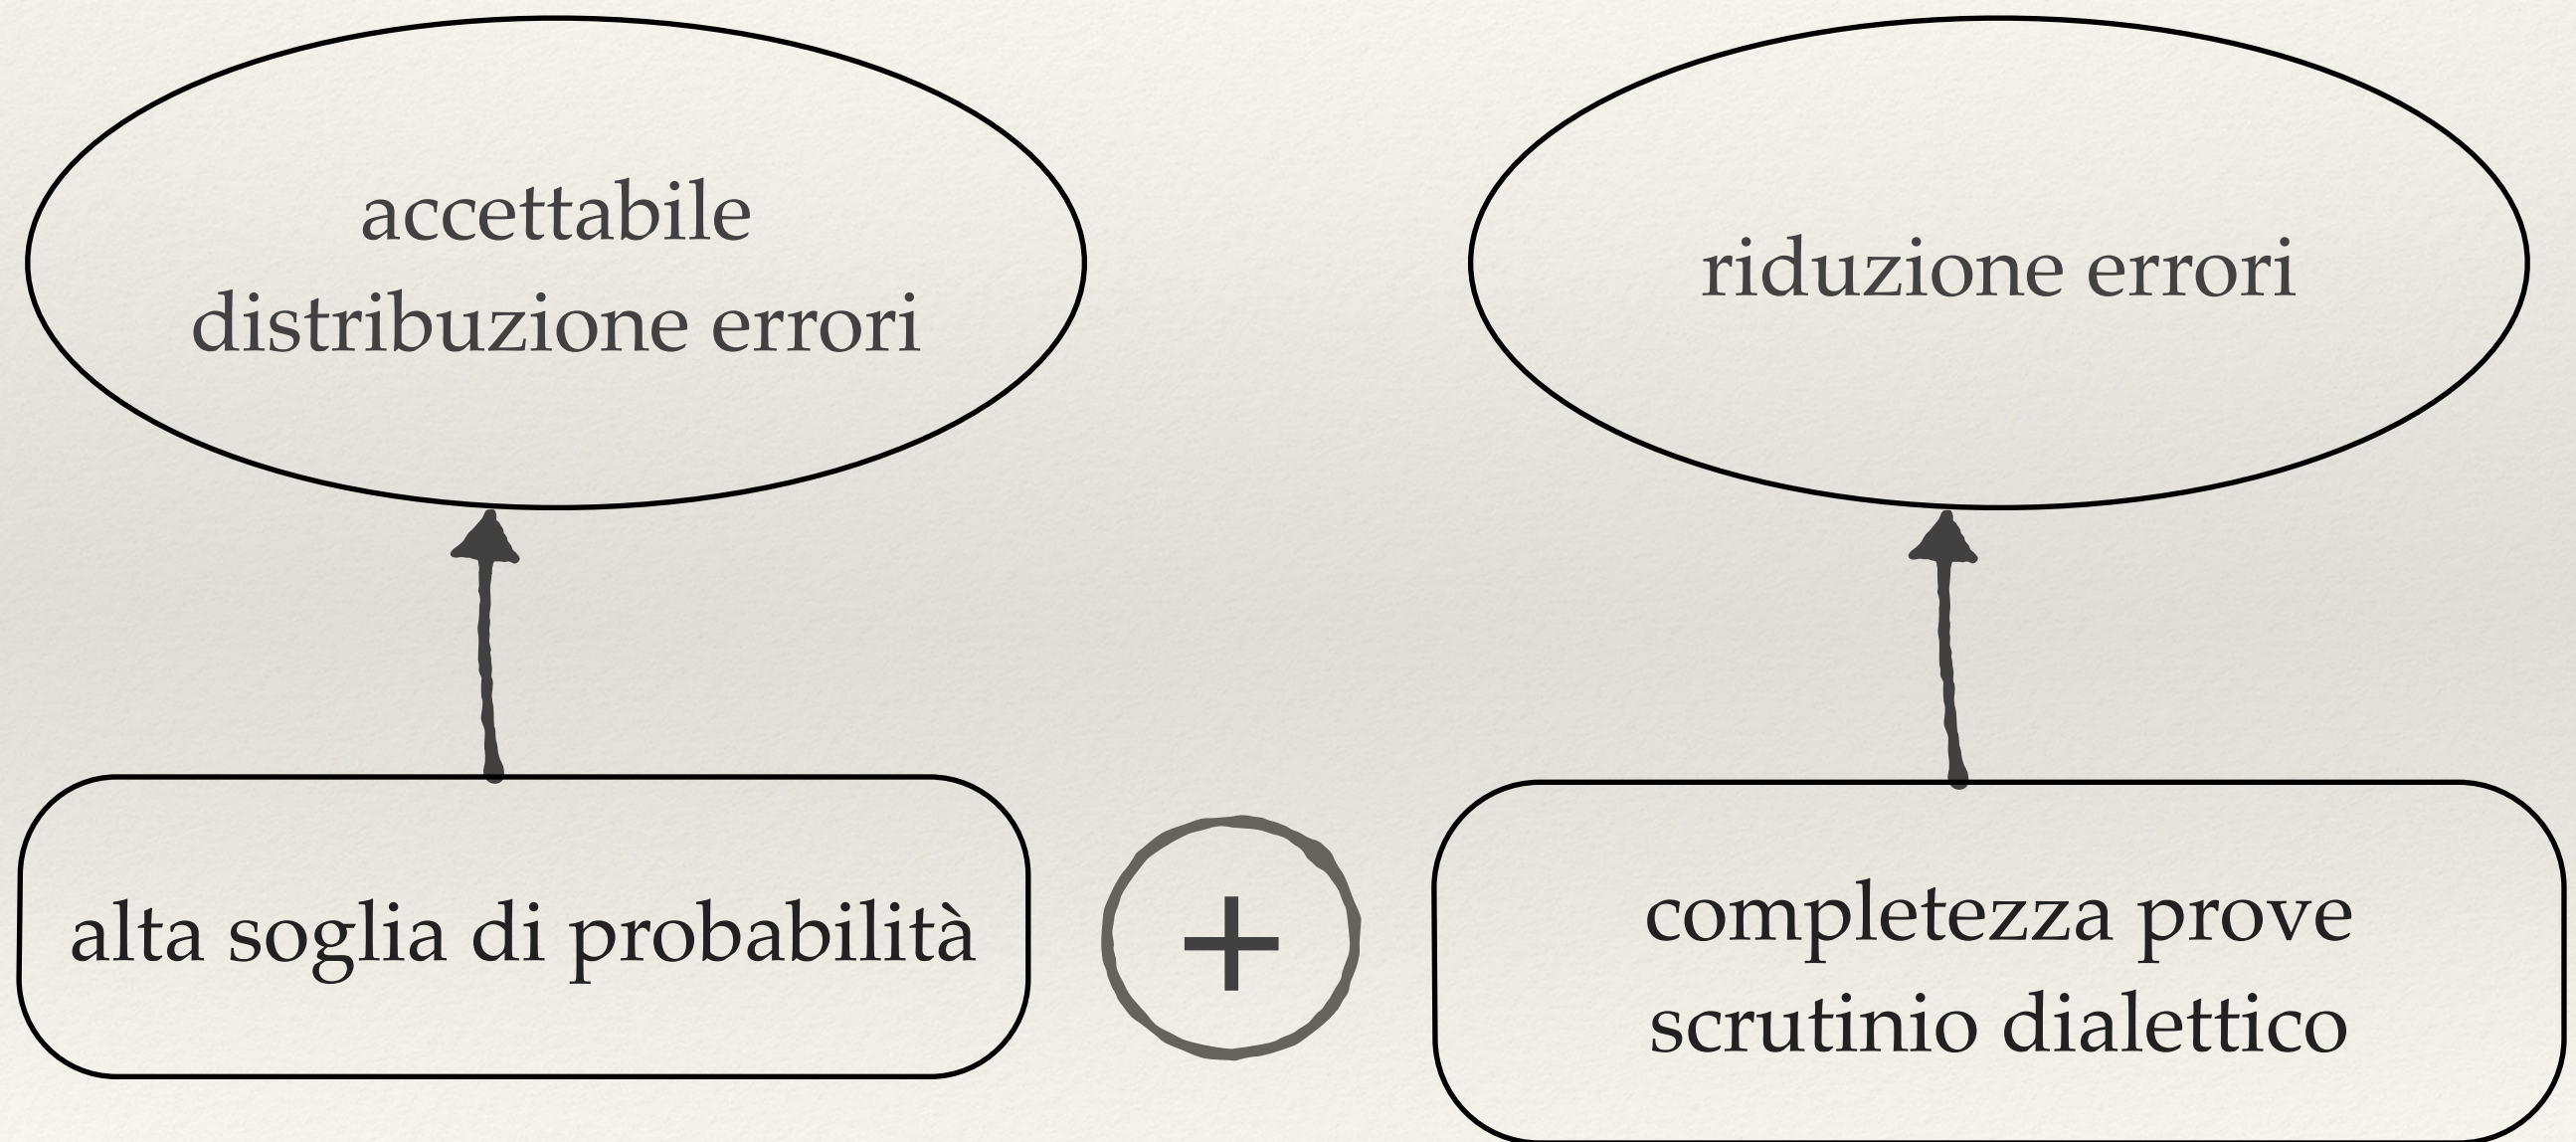 accettabile
distribuzione errori
riduzione errori
alta soglia di probabilità
+
completezza prove
scrutinio dialettico